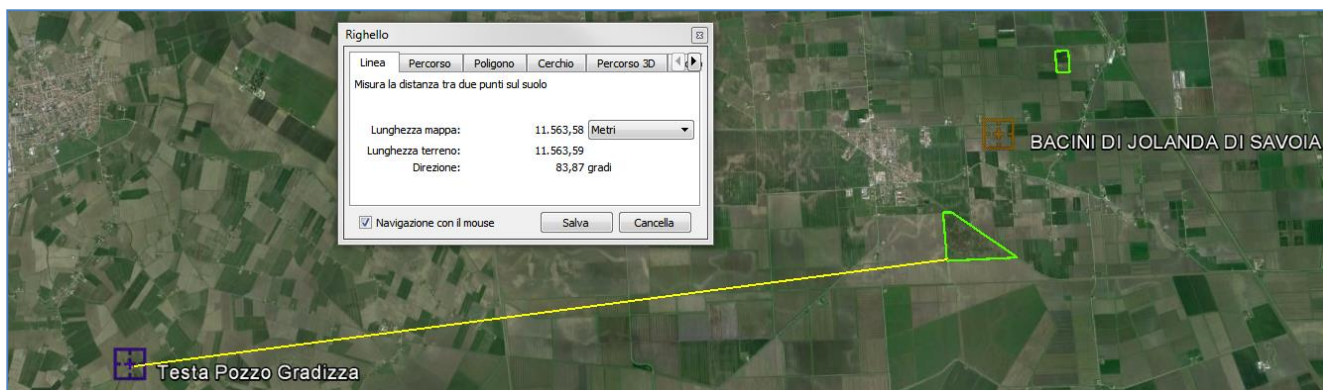 Righello
Linea Percorso Poligono Cerchio Percorso 3D
Misura la distanza tra due punti sul suolo
Lunghezza mappa: 11.563,58 Metri
Lunghezza terreno: 11.563,59
Direzione: 83,87 gradi
Navigazione con il mouse Salva Cancella
BACINI DI JOLANDA DI SAVOIA
Testa Pozzo Gradizza